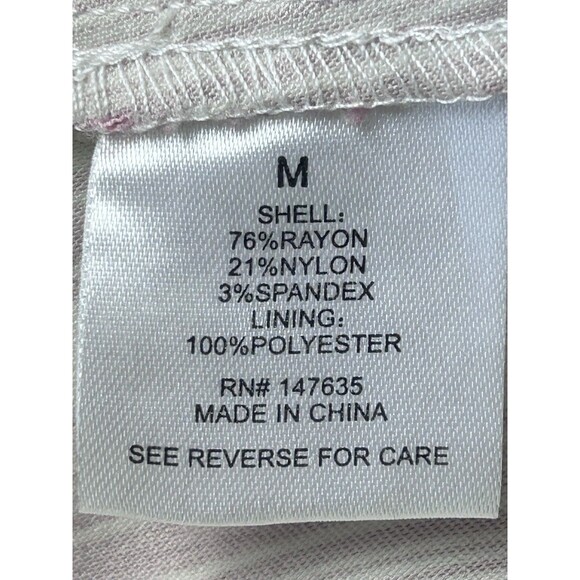 M
SHELL:
76%RAYON
21%NYLON
3%SPANDEX
LINING:
100%POLYESTER
RN# 147635
MADE IN CHINA
SEE REVERSE FOR CARE